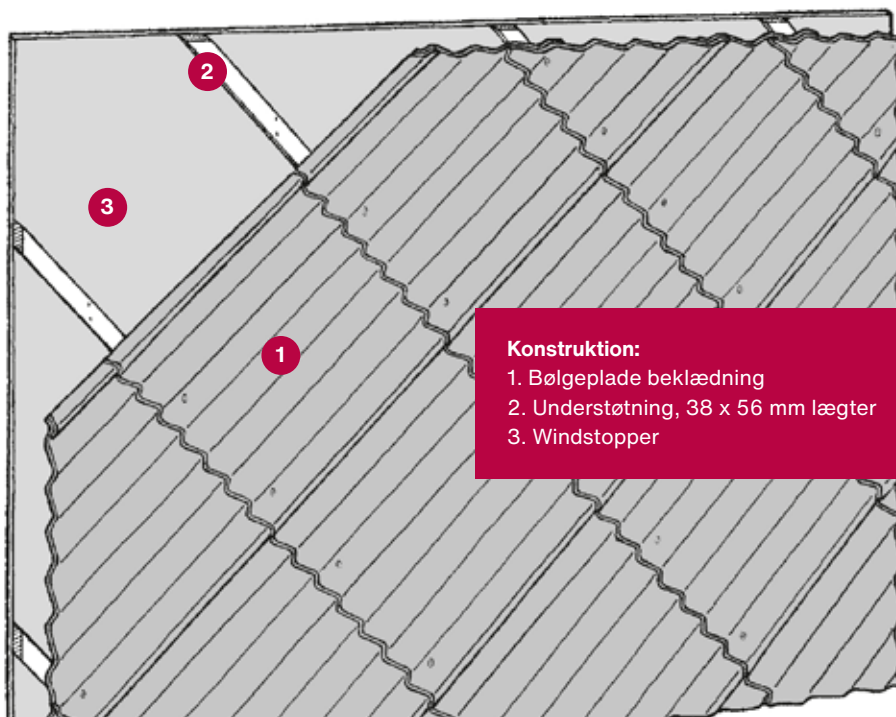 2
3
1
Konstruktion:
1. Bølgeplade beklædning
2. Understøtning, 38 x 56 mm lægter
3. Windstopper